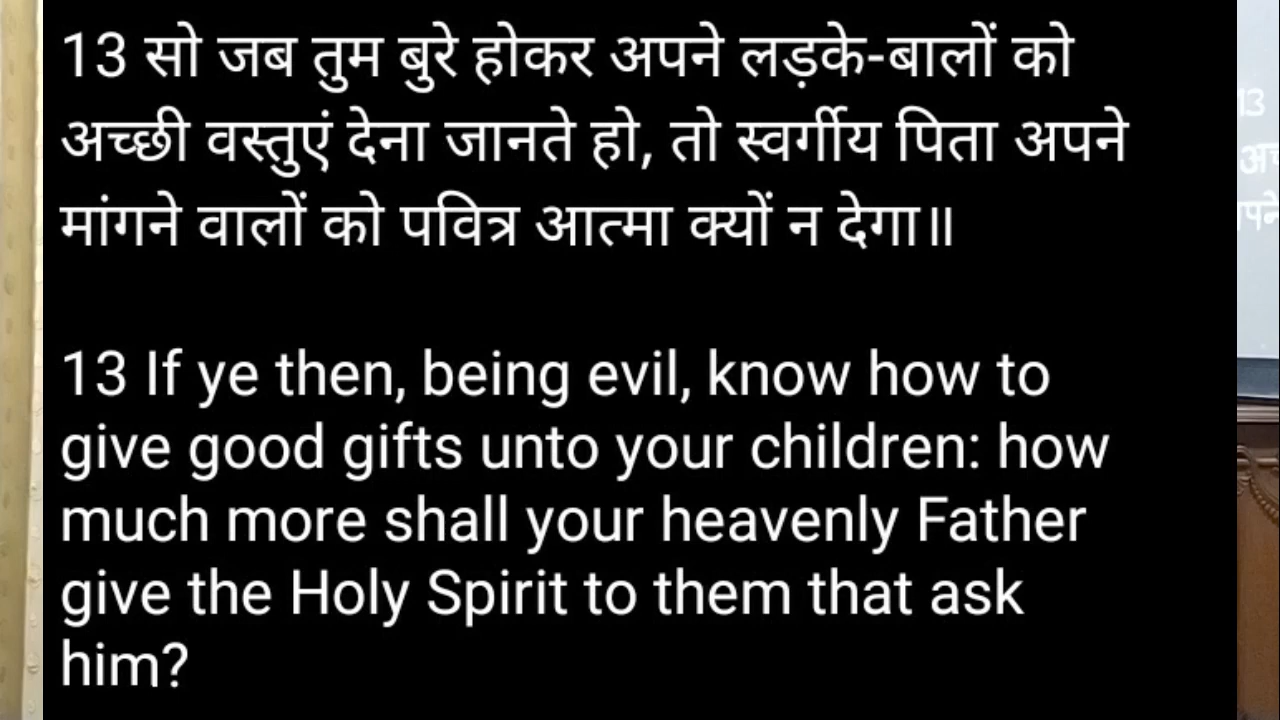 13 सो जब तुम बुरे होकर अपने लड़के-बालों को
अच्छी वस्तुएं देना जानते हो, तो स्वर्गीय पिता अपने
मांगने वालों को पवित्र आत्मा क्यों न देगा॥
13 If ye then, being evil, know how to
give good gifts unto your children: how
much more shall your heavenly Father
give the Holy Spirit to them that ask
him?